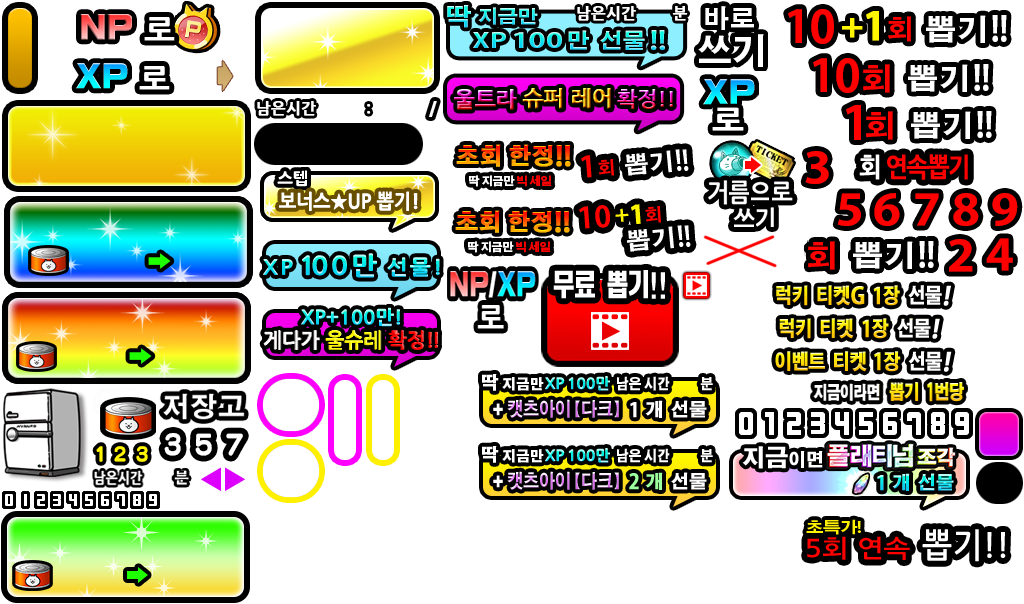 NP 로
P
XP 로
저장고
1 2 3
3 5 7
남은시간 분
0 1 2 3 4 5 6 7 8 9
남은시간 : /
스텝
보너스★UP 뽑기!
XP 100만 선물!
XP+100만!
게다가 울슈레 확정!!
딱 지금만 남은시간 분
XP 100만 선물!!
울트라 슈퍼 레어 확정!!
초회 한정!!
딱 지금만 빅 세일
1회 뽑기!!
초회 한정!!
딱 지금만 빅 세일
10+1회
뽑기!!
NP/XP
로
무료 뽑기!!
딱 지금만 XP 100만 남은 시간 분
+ 캣츠아이【다크】 1 개 선물
딱 지금만 XP 100만 남은 시간 분
+ 캣츠아이【다크】 2 개 선물
바로
쓰기
XP
로
TICKET
거름으로
쓰기
10+1회 뽑기!!
10회 뽑기!!
1회 뽑기!!
3 회 연속뽑기
5 6 7 8 9
회 뽑기!! 2 4
럭키 티켓G 1장 선물!
럭키 티켓 1장 선물!
이벤트 티켓 1장 선물!
지금이라면 뽑기 1번당
0 1 2 3 4 5 6 7 8 9
지금이면 플래티넘 조각
1 개 선물
초특가!
5회 연속 뽑기!!